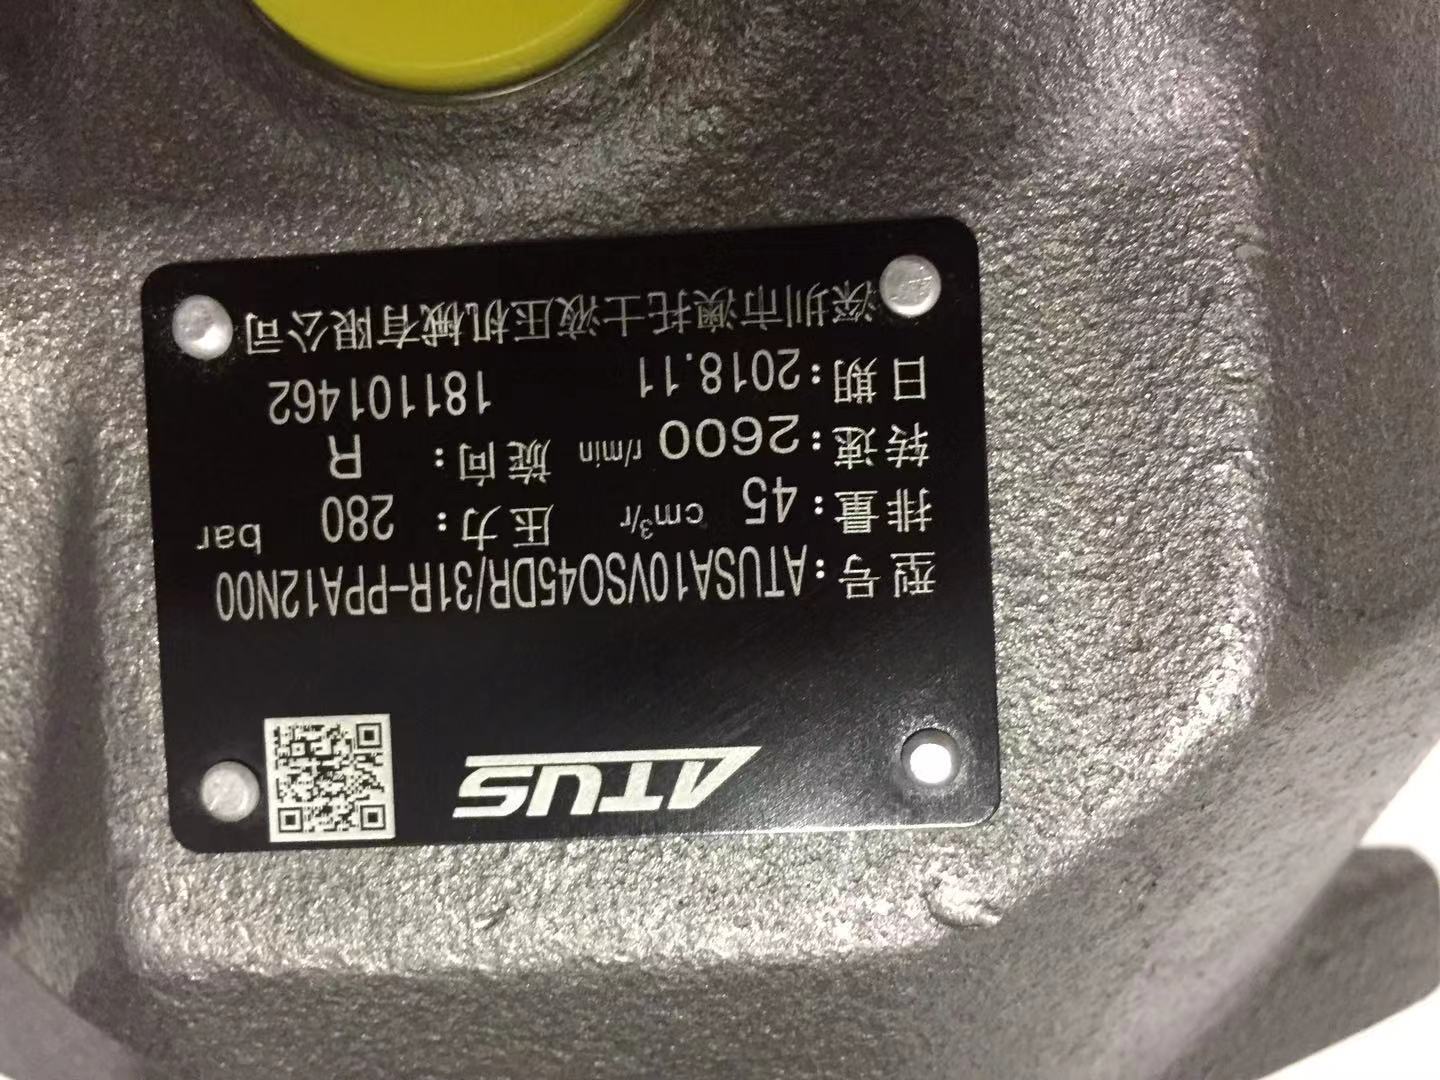 ATUS
型号:ATUSA10VSO45DR/31R-PPA12N00
排量:45 cm³/r 压力: 280 bar
转速:2600 r/min 旋向: R
日期:2018.11 181101462
深圳市澳托士液压机械有限公司